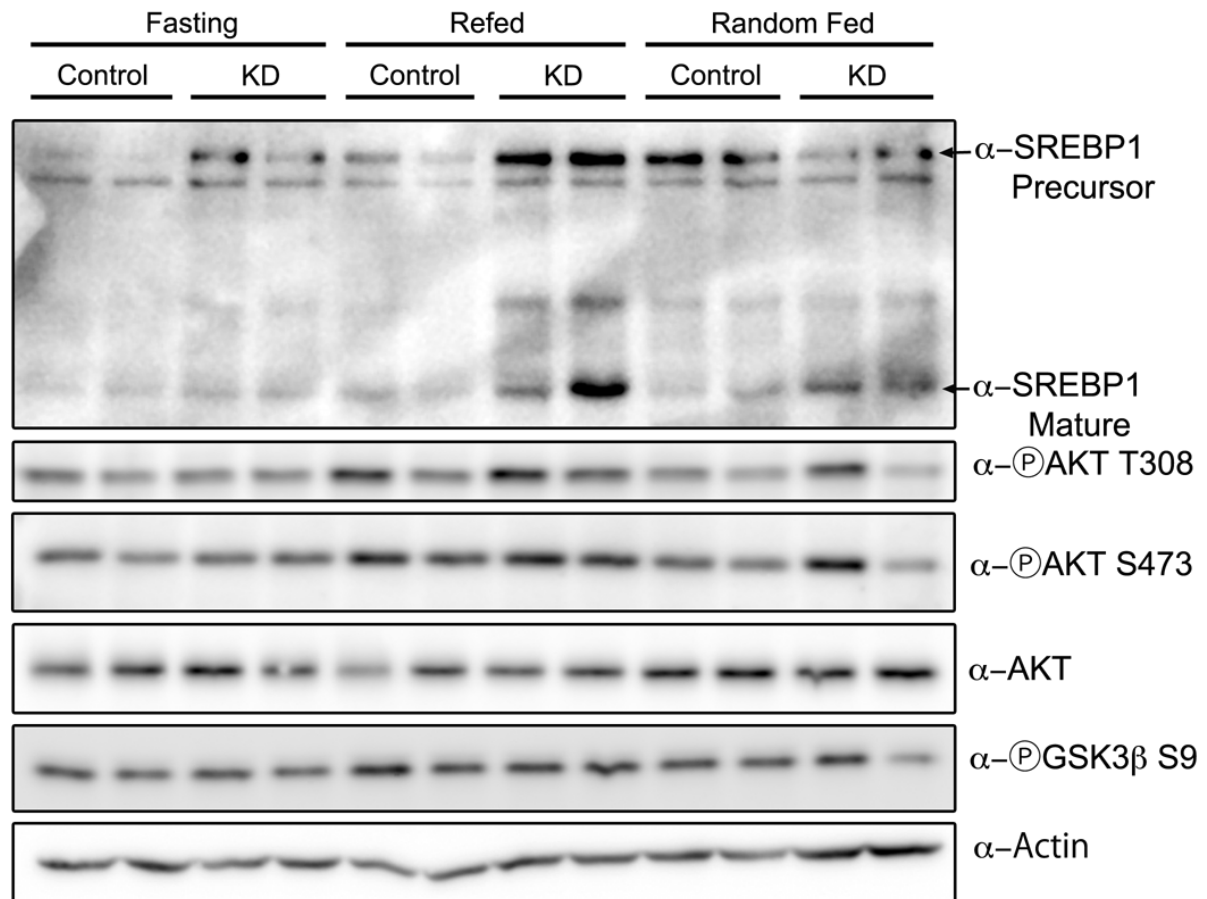 Fasting Refed Random Fed
Control KD Control KD Control KD
α–SREBP1
Precursor
α–SREBP1
Mature
α–ⓅAKT T308
α–ⓅAKT S473
α–AKT
α–ⓅGSK3β S9
α–Actin